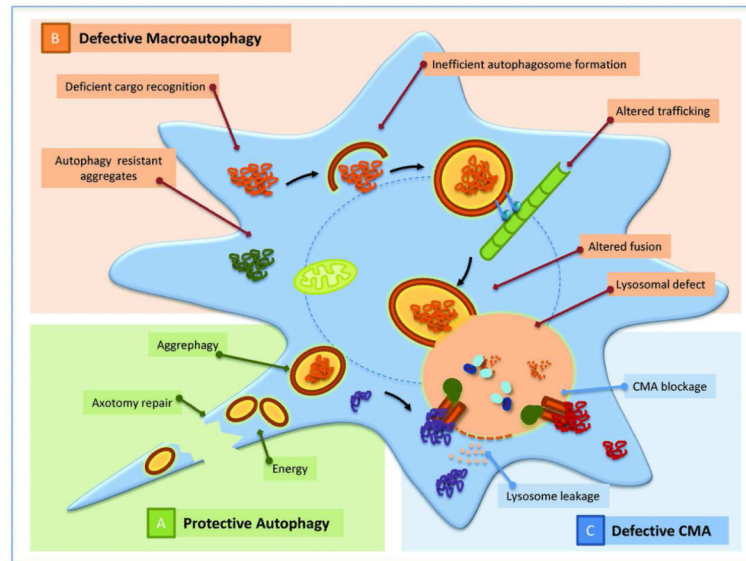 B Defective Macroautophagy
Inefficient autophagosome formation
Deficient cargo recognition
Altered trafficking
Autophagy resistant
aggregates
Altered fusion
Lysosomal defect
Aggrephagy
CMA blockage
Axotomy repair
Energy
Lysosome leakage
A Protective Autophagy
C Defective CMA